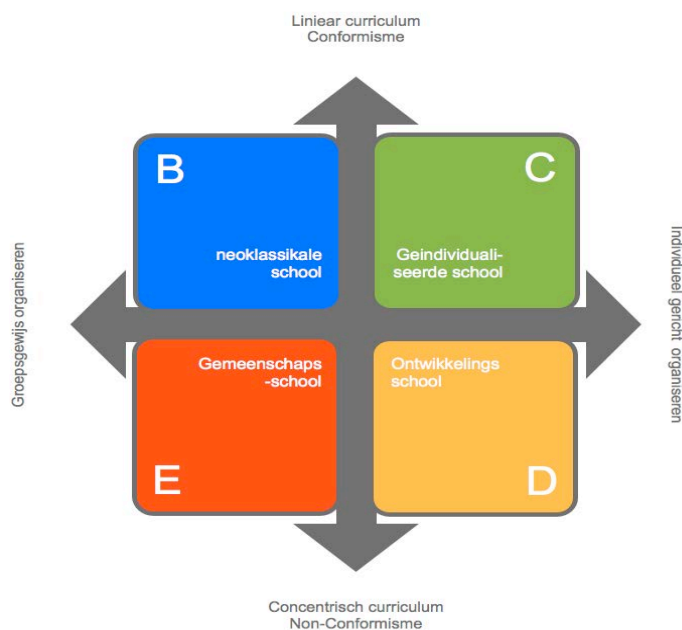 Liniear curriculum
Conformisme
B
C
neoklassikale
school
Geindividuali-
seerde school
Groepsgewijs organiseren
Individueel gericht organiseren
Gemeenschaps
-school
Ontwikkelings
school
E
D
Concentrisch curriculum
Non-Conformisme